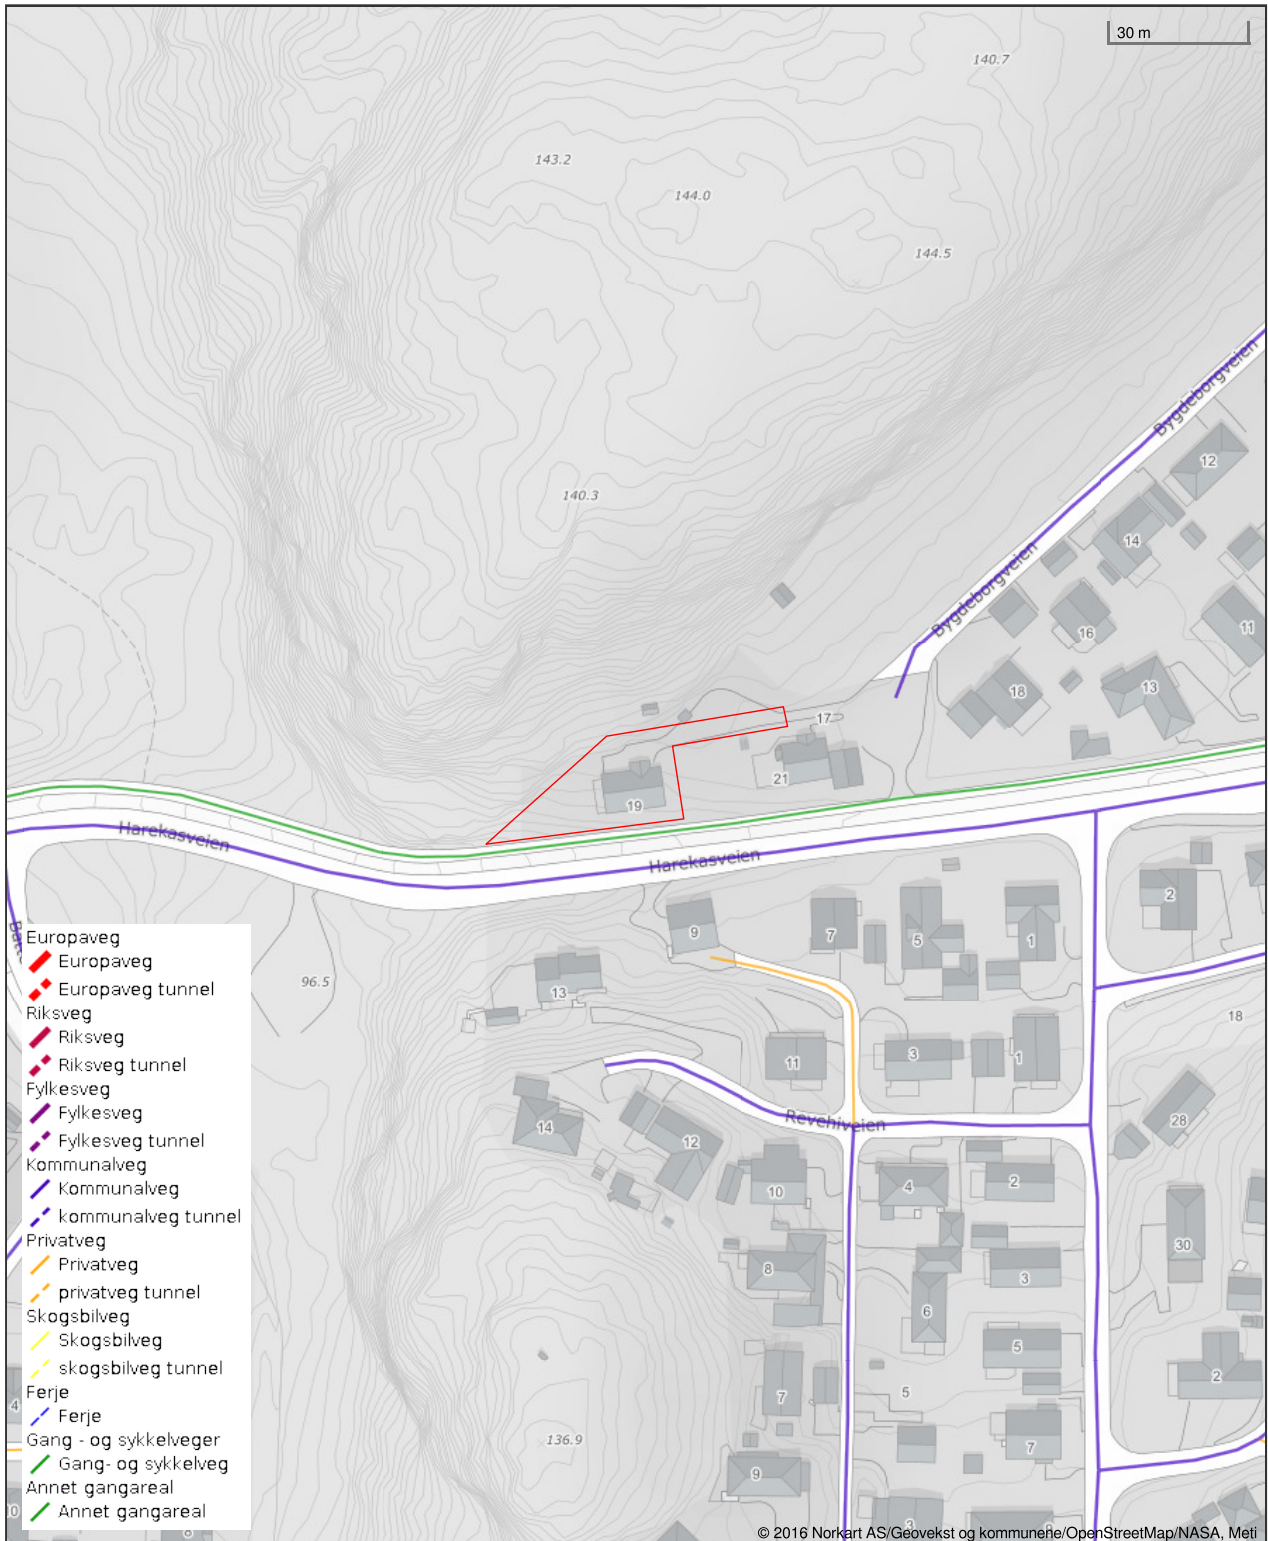 30 m
140.7
143.2
144.0
144.5
Bygdeborgveien
12
140.3
14
Bygdeborgveien
16
11
18
13
17
21
19
Harekasveien
Harekasveien
2
9
7
5
1
96.5
13
18
11
3
1
Revehiveien
14
12
28
10
4
2
30
8
3
6
5
2
7
5
7
136.9
9
3
4
10
8
Europaveg
Europaveg
Europaveg tunnel
Riksveg
Riksveg
Riksveg tunnel
Fylkesveg
Fylkesveg
Fylkesveg tunnel
Kommunalveg
Kommunalveg
kommunalveg tunnel
Privatveg
Privatveg
privatveg tunnel
Skogsbilveg
Skogsbilveg
skogsbilveg tunnel
Ferje
Ferje
Gang - og sykkelveger
Gang- og sykkelveg
Annet gangareal
Annet gangareal
© 2016 Norkart AS/Geovekst og kommunene/OpenStreetMap/NASA, Meti